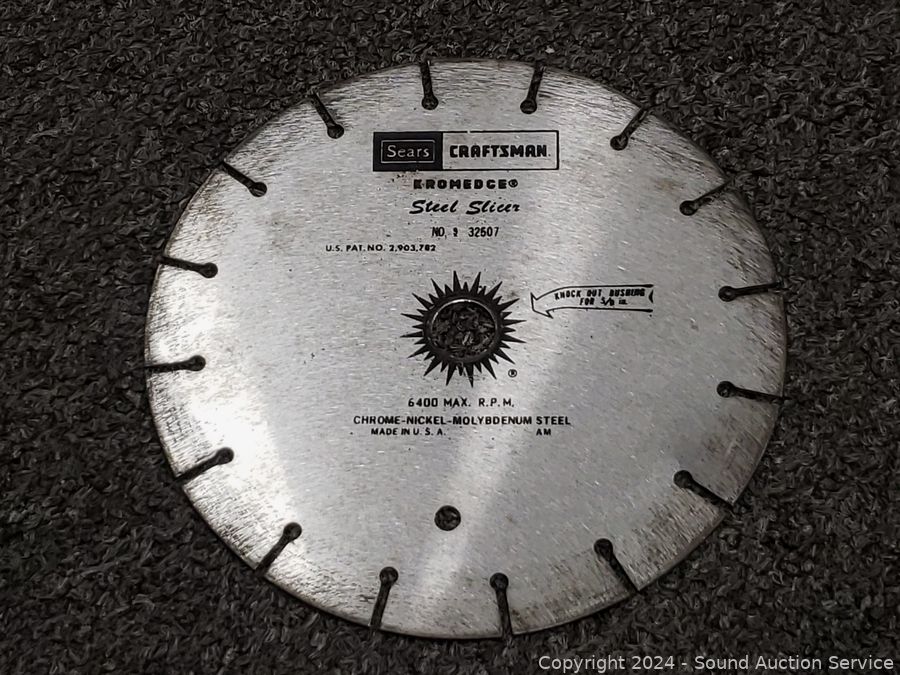 Sears CRAFTSMAN.
KROMEDGE®
Steel Slicer
NO. 9 32507
U.S. PAT. NO. 2,903,782
KNOCK OUT BUSHING
FOR 5/8 in.
®
6400 MAX. R.P.M.
CHROME-NICKEL-MOLYBDENUM STEEL
MADE IN U.S.A. AM
Copyright © 2024 - Sound Auction Service